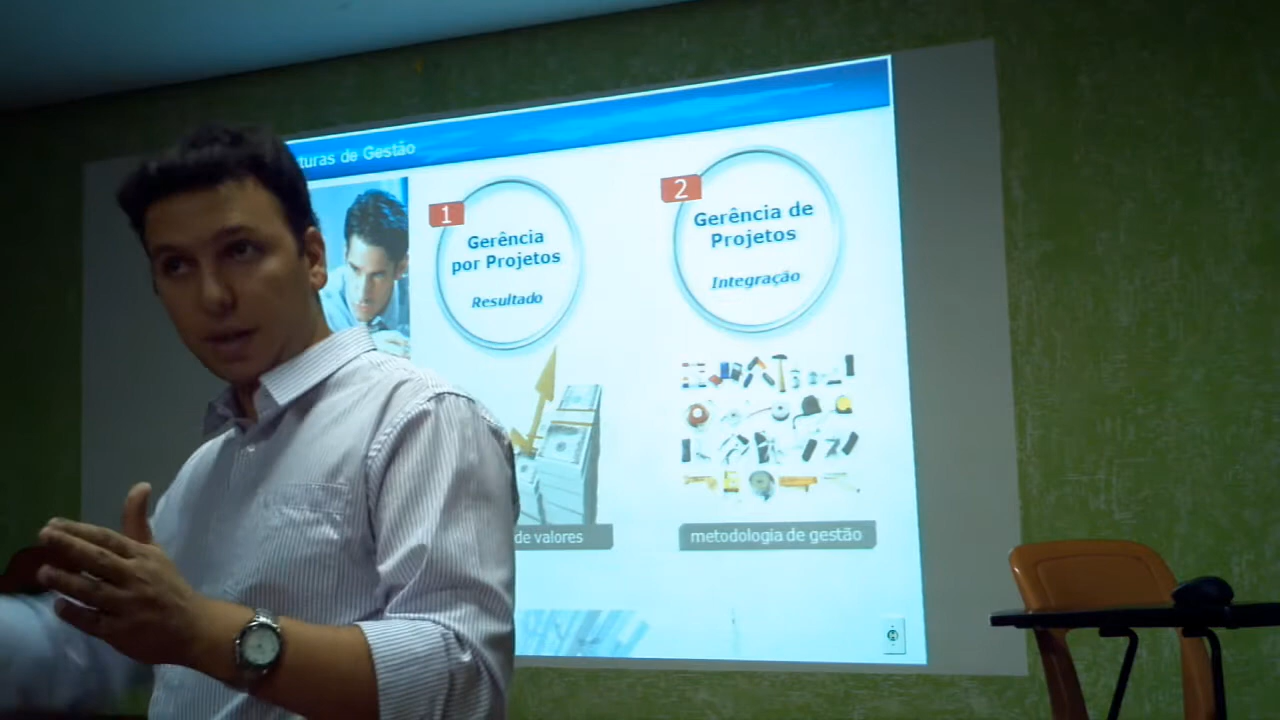 turas de Gestão
1
Gerência
por Projetos
Resultado
de valores
2
Gerência de
Projetos
Integração
metodologia de gestão